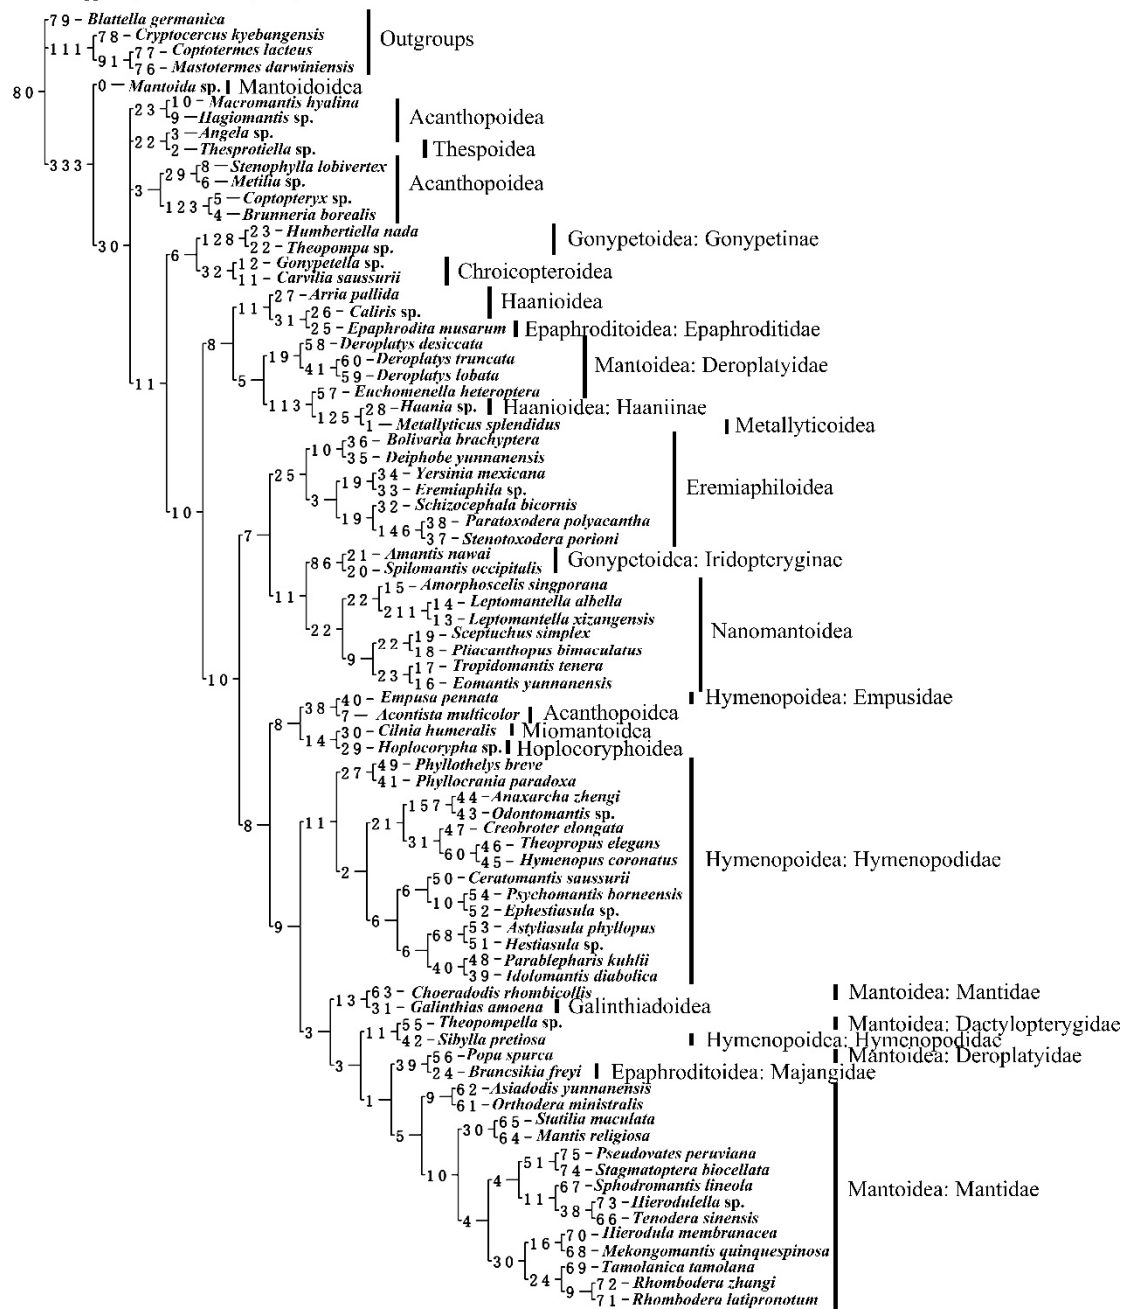 79 – Blattella germanica
78 – Cryptocercus kyebangensis
Outgroups
111
77 – Coptotermes lacteus
91
76 – Mastotermes darwiniensis
80
0 — Mantoida sp. Mantoidoidea
10 – Macromantis hyalina
23
9 — Hagiomantis sp.
Acanthopoidea
3 — Angela sp.
22
2 — Thesprotiella sp.
Thespoidea
333
8 — Stenophylla lobivertex
29
6 — Metilia sp.
Acanthopoidea
3
5 — Coptopteryx sp.
123
4 — Brunneria borealis
23 – Humbertiella nada
128
Gonypetoidea: Gonypetinae
30
22 – Theopompa sp.
6
12 – Gonypetella sp.
32
Chroicopteroidea
11 – Carvilia saussurii
27 – Arria pallida
11
Haanioidea
26 – Caliris sp.
31
25 – Epaphrodita musarum Epaphroditoidea: Epaphroditidae
8
58 – Deroplatys desiccata
19
60 – Deroplatys truncata
41
Mantoidea: Deroplatyidae
59 – Deroplatys lobata
11
5
57 – Euchomenella heteroptera
113
28 – Haania sp. Haanioidea: Haaniinae
125
1 — Metallyticus splendidus
Metallyticoidea
36 – Bolivaria brachyptera
10
35 – Deiphobe yunnanensis
25
34 – Yersinia mexicana
19
33 – Eremiaphila sp.
Eremiaphiloidea
3
32 – Schizocephala bicornis
10
19
38 – Paratoxodera polyacantha
146
37 – Stenotoxodera porioni
7
21 – Amantis nawai
86
Gonypetoidea: Iridopteryginae
20 – Spilomantis occipitalis
15 – Amorphoscelis singporana
11
22
14 – Leptomantella albella
211
13 – Leptomantella xizangensis
22
19 – Sceptuchus simplex
Nanomantoidea
22
18 – Pliacanthopus bimaculatus
9
17 – Tropidomantis tenera
23
10
16 – Eomantis yunnanensis
40 – Empusa pennata
Hymenopoidea: Empusidae
38
7 — Acontista multicolor Acanthopoidea
8
30 – Cilnia humeralis Miomantoidea
14
29 – Hoplocorypha sp. Hoplocoryphoidea
49 – Phyllothelys breve
27
41 – Phyllocrania paradoxa
44 – Anaxarcha zhengi
157
43 – Odontomantis sp.
11
21
8
47 – Creobroter elongata
31
46 – Theopropus elegans
60
45 – Hymenopus coronatus
Hymenopoidea: Hymenopodidae
2
50 – Ceratomantis saussurii
6
54 – Psychomantis borneensis
10
52 – Ephestiasula sp.
6
9
53 – Astyliasula phyllopus
68
51 – Hestiasula sp.
6
48 – Parablepharis kuhlii
40
39 – Idolomantis diabolica
63 – Choeradodis rhombicollis
Mantoidea: Mantidae
13
31 – Galinthias amoena Galinthiadoidea
55 – Theopompella sp.
Mantoidea: Dactylopterygidae
3
11
42 – Sibylla pretiosa
Hymenopoidea: Hymenopodidae
56 – Popa spurca
Mantoidea: Deroplatyidae
3
39
24 – Brancsikia freyi Epaphroditoidea: Majangidae
62 – Asiadodis yunnanensis
1
9
61 – Orthodera ministralis
65 – Statilia maculata
5
30
64 – Mantis religiosa
75 – Pseudovates peruviana
51
74 – Stagmatoptera biocellata
10
4
67 – Sphodromantis lineola
Mantoidea: Mantidae
11
73 – Hierodulella sp.
38
66 – Tenodera sinensis
4
70 – Hierodula membranacea
16
68 – Mekongomantis quinquespinosa
30
69 – Tamolanica tamolana
24
72 – Rhombodera zhangi
9
71 – Rhombodera latipronotum